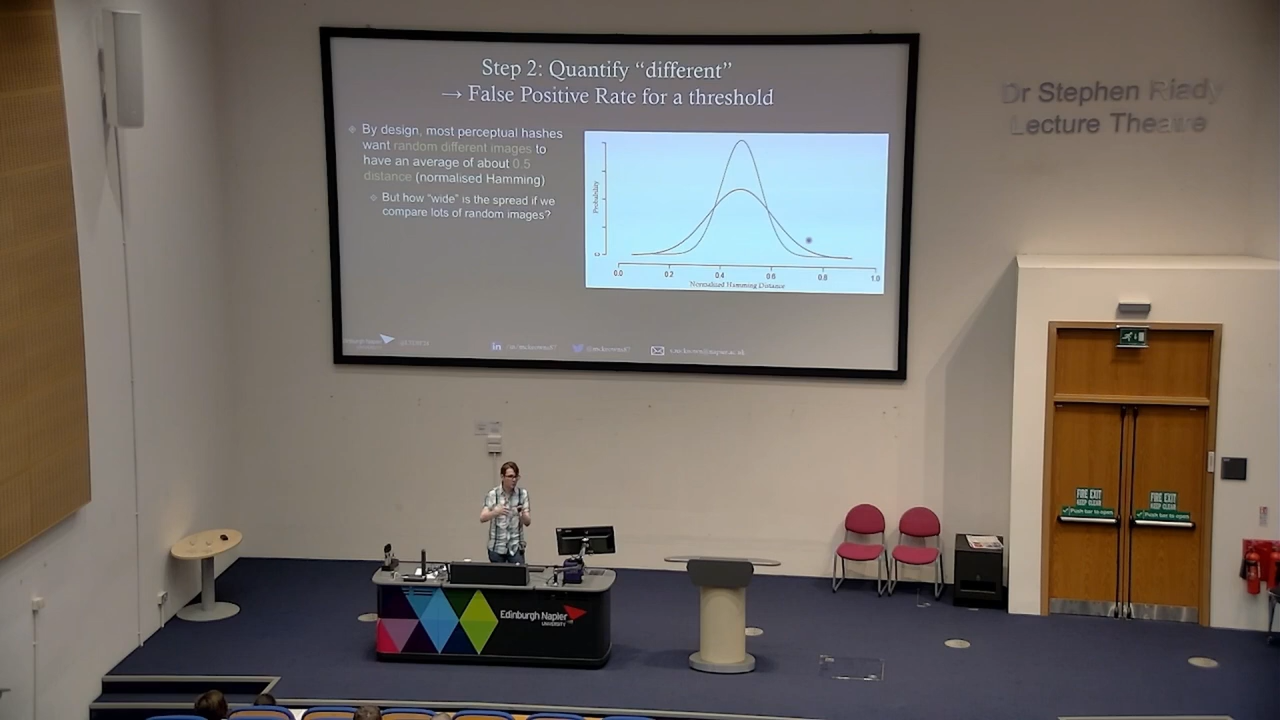 Step 2: Quantify “different”
→ False Positive Rate for a threshold
By design, most perceptual hashes
want random different images to
have an average of about 0.5
distance (normalised Hamming)
But how “wide” is the spread if we
compare lots of random images?
Probability
0.0 0.2 0.4 0.6 0.8 1.0
Normalized Hamming Distance
Edinburgh Napier
in
Dr Stephen Riady
Lecture Theatre
Edinburgh Napier
UNIVERSITY
FIRE EXIT
KEEP CLEAR
Push bar to open
FIRE EXIT
KEEP CLEAR
Push bar to open